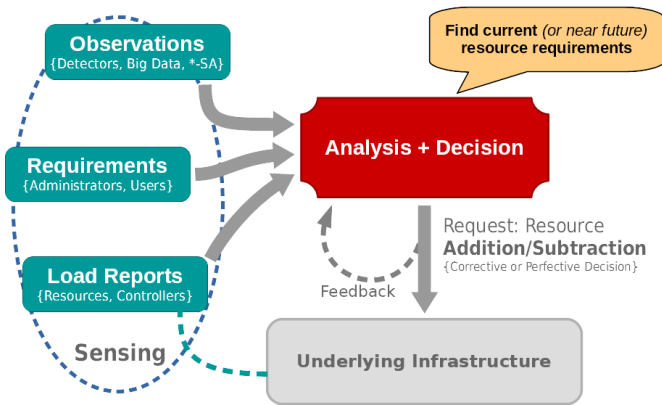 Observations
{Detectors, Big Data, *-SA}
Find current (or near future)
resource requirements
Requirements
{Administrators, Users}
Analysis + Decision
Load Reports
{Resources, Controllers}
Request: Resource
Addition/Subtraction
{Corrective or Perfective Decision}
Feedback
Sensing
Underlying Infrastructure